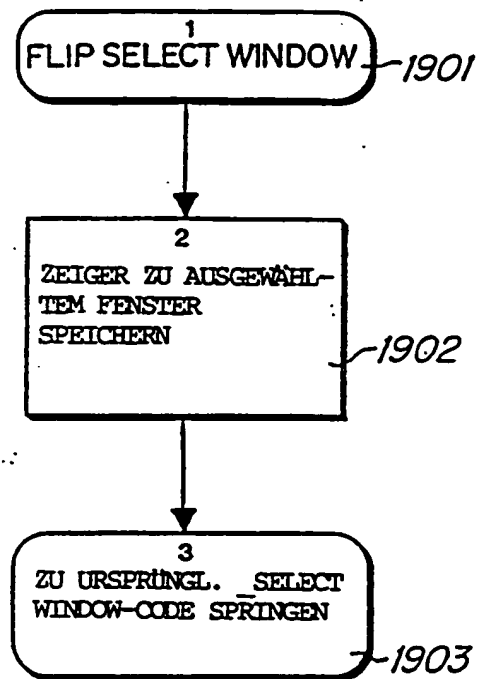 1
FLIP SELECT WINDOW
1901
2
ZEIGER ZU AUSGEWÄHL-
TEM FENSTER
SPEICHERN
1902
3
ZU URSPRÜNGL. _SELECT
WINDOW-CODE SPRINGEN
1903